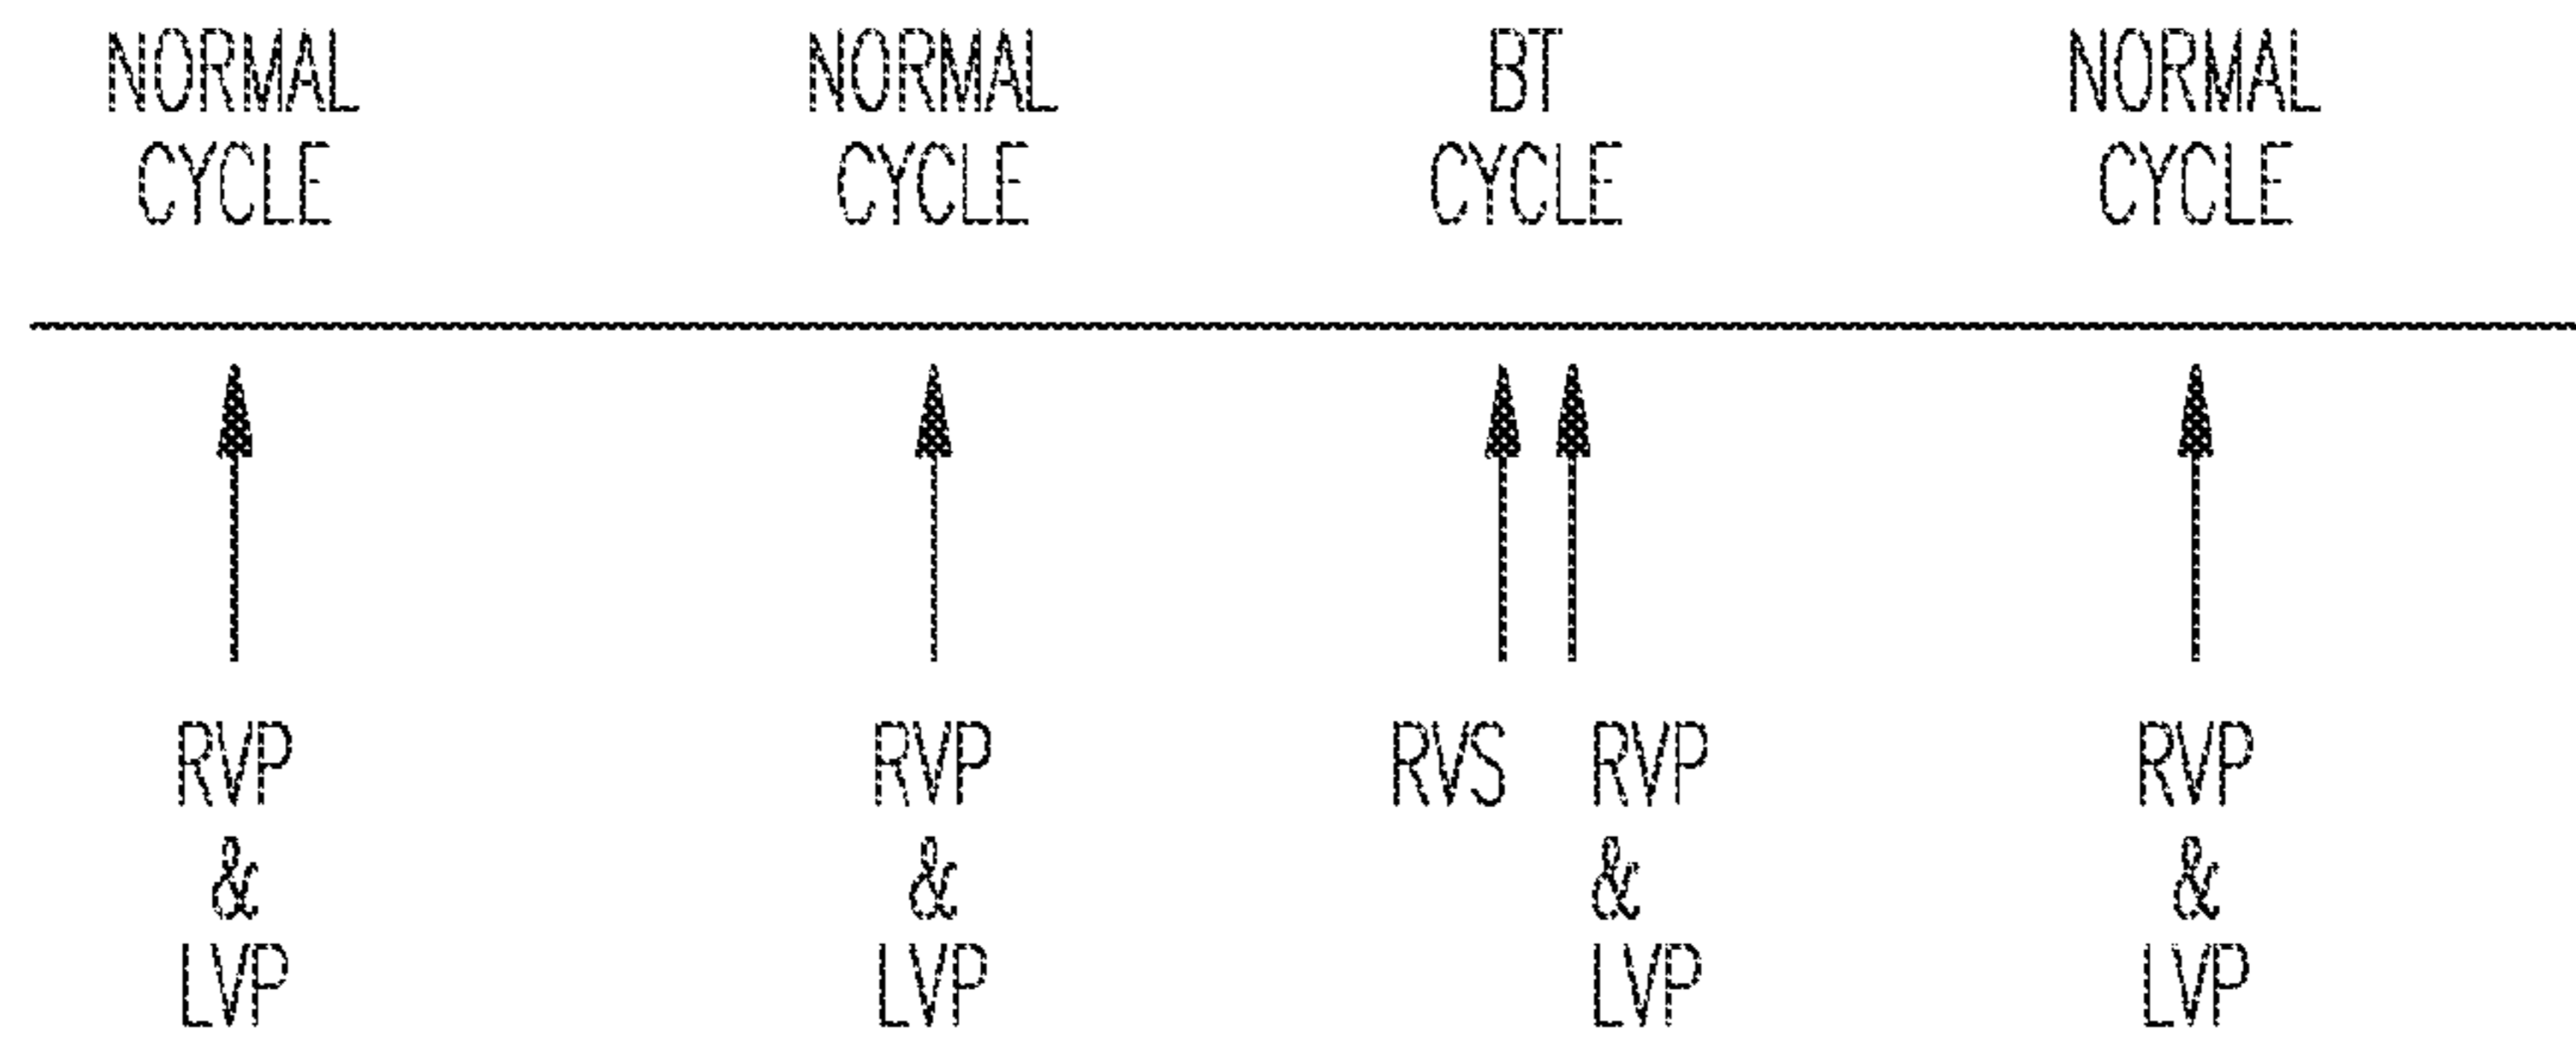 NORMAL NORMAL BT NORMAL
CYCLE CYCLE CYCLE CYCLE
RVP RVP RVS RVP RVP
& & & &
LVP LVP LVP LVP